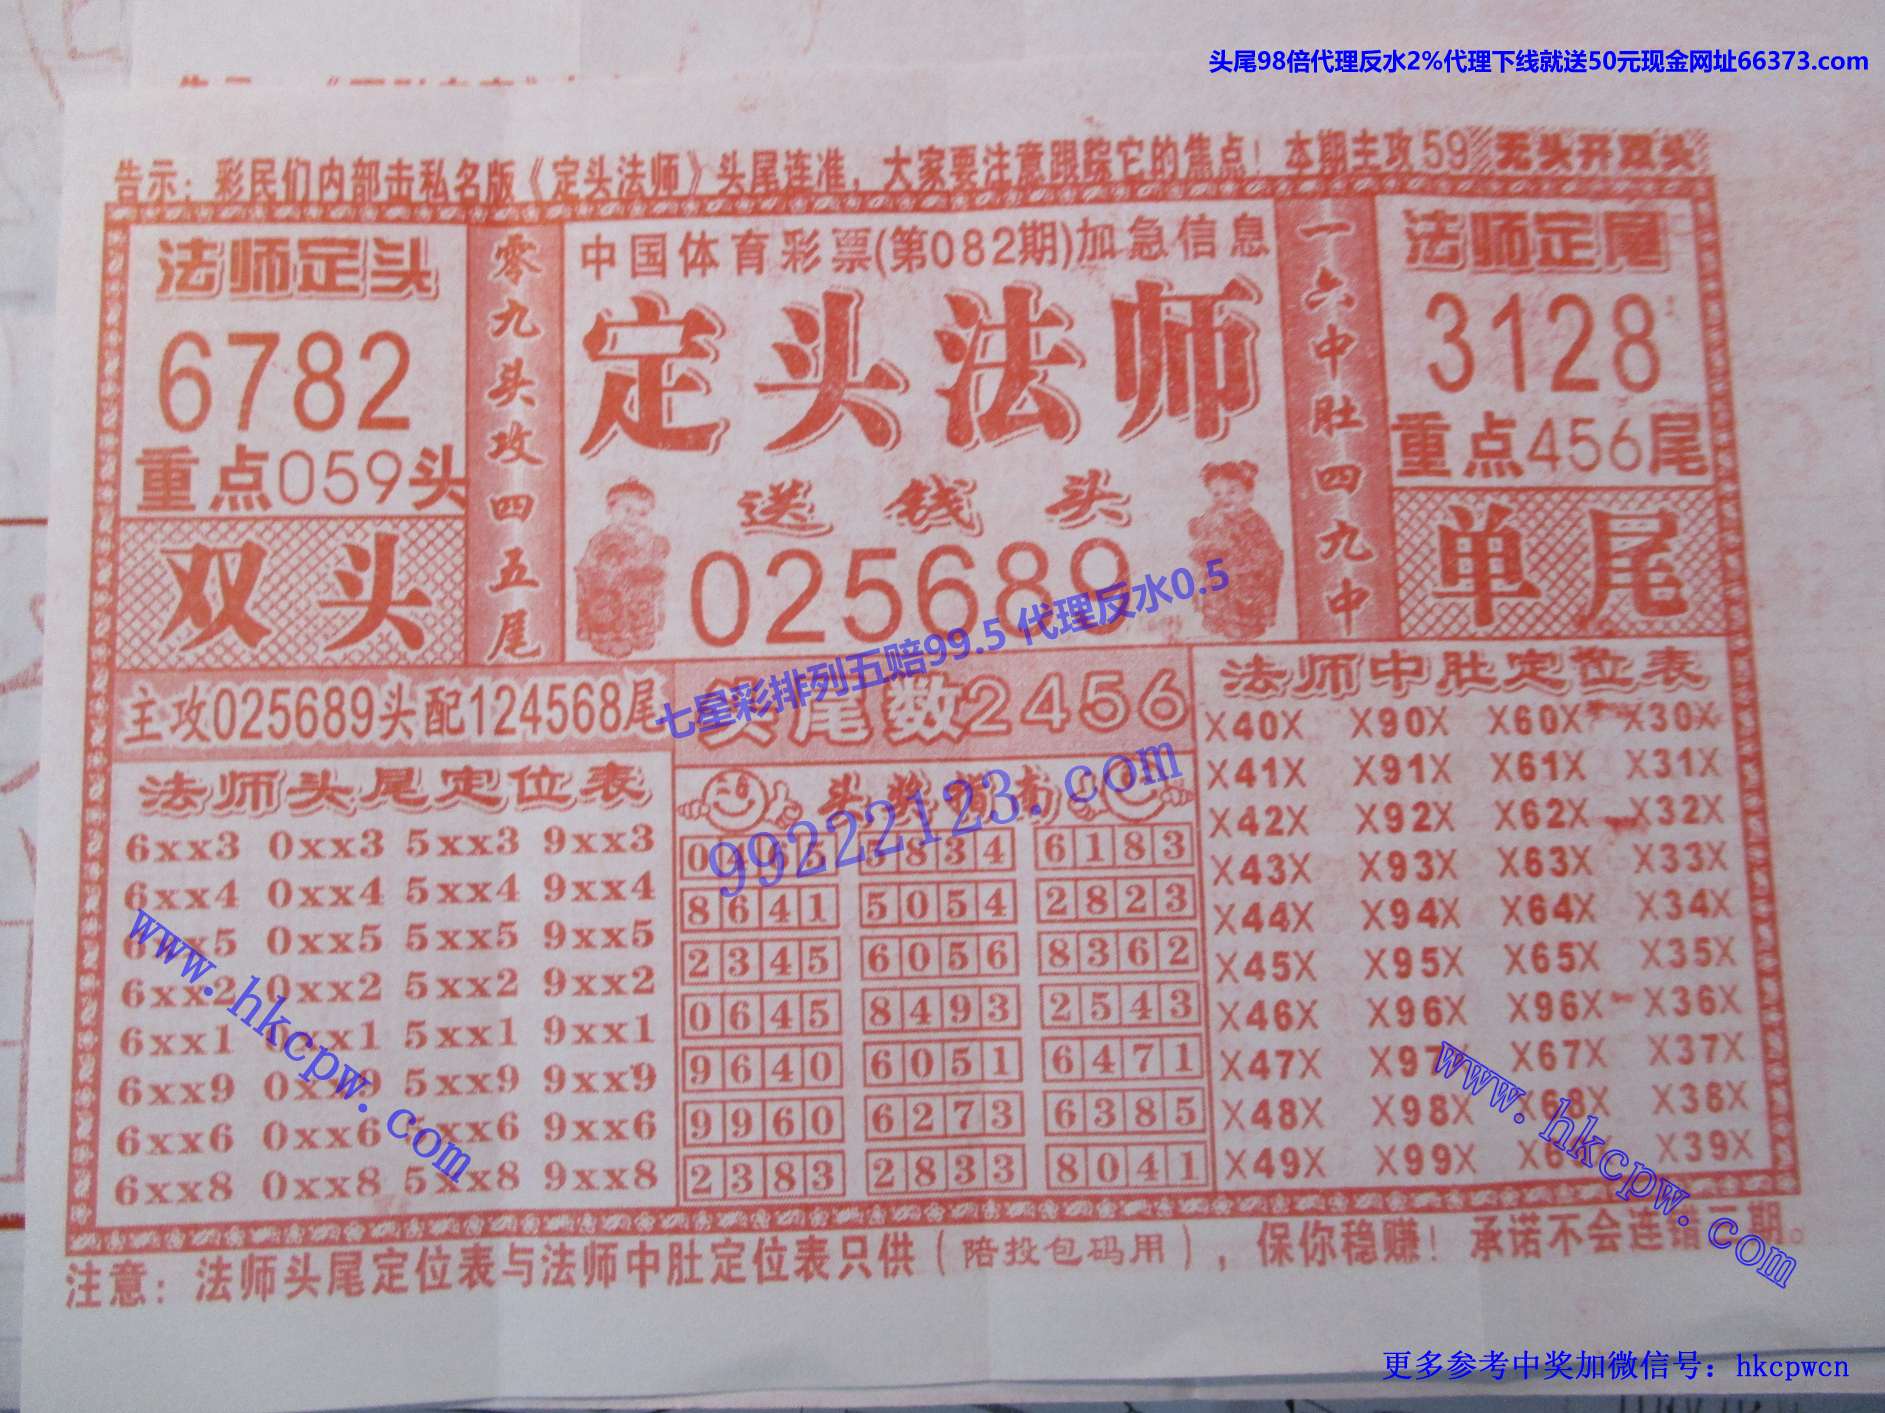 头尾98倍代理反水2%代理下线就送50元现金网址66373.com
告示：彩民们内部击私名版《定头法师》头尾连准，大家要注意跟踪它的焦点！本期主攻59 无头开双头
法师定头
6782
重点059头
双头
零九头攻四五尾
中国体育彩票(第082期)加急信息
定头法师
送钱头
025689
一六中肚四九中
法师定尾
3128
重点456尾
单尾
七星彩排列五赔99.5 代理反水0.5
99222123.com
主攻025689头配124568尾
尾数2456
法师头尾定位表
6xx3 0xx3 5xx3 9xx3
6xx4 0xx4 5xx4 9xx4
6xx5 0xx5 5xx5 9xx5
6xx2 0xx2 5xx2 9xx2
6xx1 0xx1 5xx1 9xx1
6xx9 0xx9 5xx9 9xx9
6xx6 0xx6 5xx6 9xx6
6xx8 0xx8 5xx8 9xx8
头
5834 6183
8641 5054 2823
2345 6056 8362
0645 8493 2543
9640 6051 6471
9960 6273 6385
2383 2833 8041
法师中肚定位表
X40X X90X X60X X30X
X41X X91X X61X X31X
X42X X92X X62X X32X
X43X X93X X63X X33X
X44X X94X X64X X34X
X45X X95X X65X X35X
X46X X96X X96X X36X
X47X X97X X67X X37X
X48X X98X X68X X38X
X49X X99X X39X
www.hkcpw.com
www.hkcpw.com
注意：法师头尾定位表与法师中肚定位表只供（陪投包码用），保你稳赚！承诺不会连错二期。
更多参考中奖加微信号：hkcpwcn